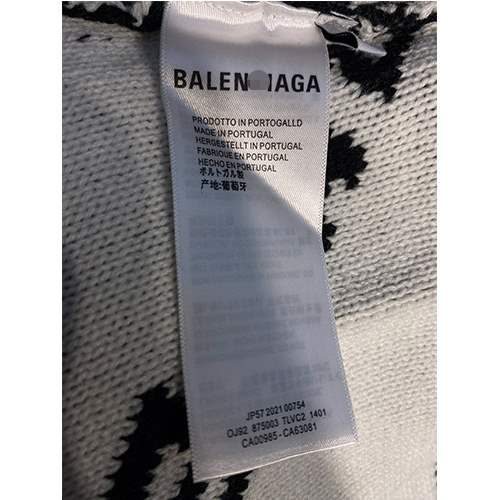 BALEN IAGA
PRODOTTO IN PORTOGALLD
MADE IN PORTUGAL
HERGESTELLT IN PORTUGAL
FABRIQUE EN PORTUGAL
HECHO EN PORTUGAL
ポルトガル製
产地:葡萄牙
JP57 2021 00754
OJ92 875003 TLVC2 1401
CA00985-CA63081